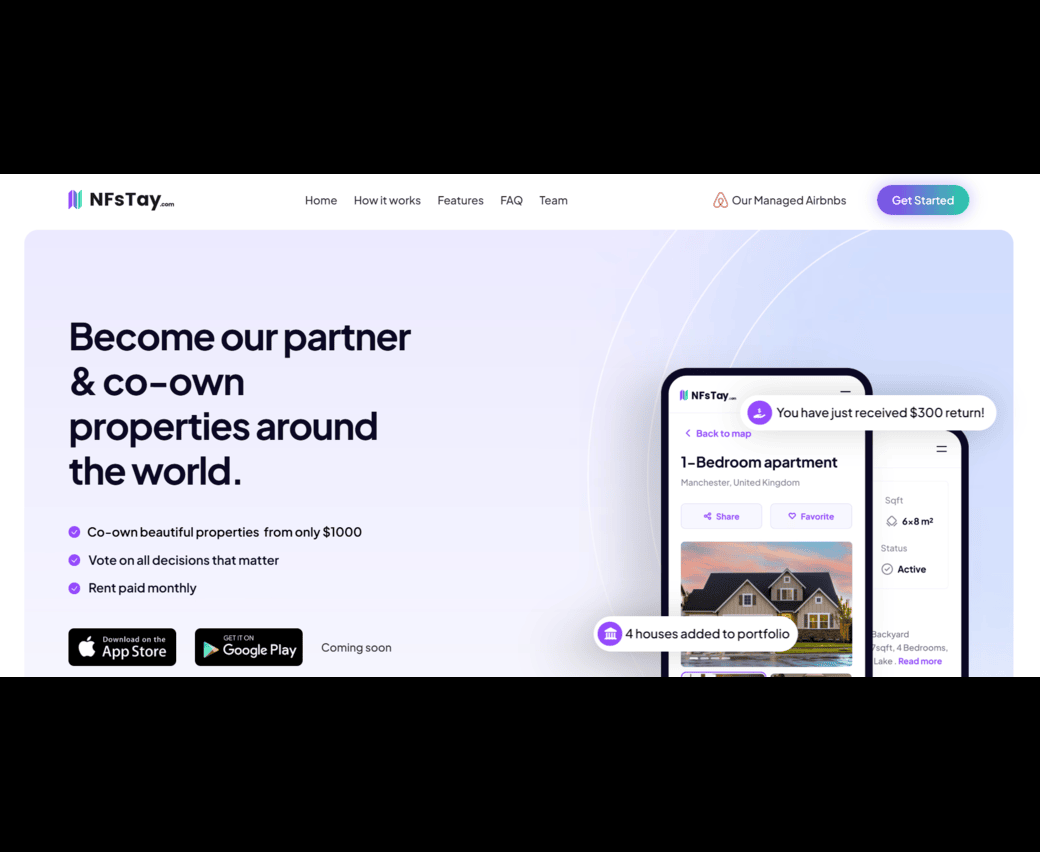 NFsTay.com
Home How it works Features FAQ Team
Our Managed Airbnbs
Get Started
Become our partner
& co-own
properties around
the world.
Co-own beautiful properties from only $1000
Vote on all decisions that matter
Rent paid monthly
Download on the
App Store
GET IT ON
Google Play
Coming soon
NFsTay.com
You have just received $300 return!
Back to map
1-Bedroom apartment
Manchester, United Kingdom
Share
Favorite
4 houses added to portfolio
Sqft
6×8 m²
Status
Active
Backyard
7sqft, 4 Bedrooms,
Lake . Read more